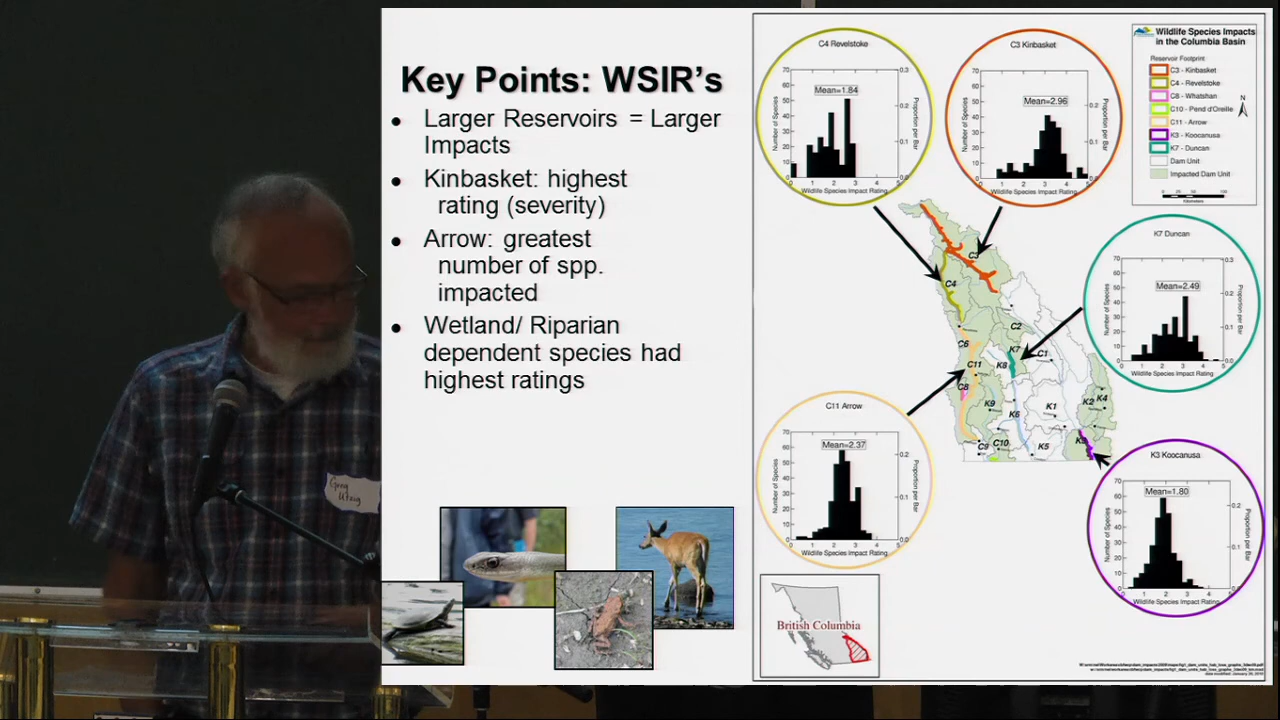 Key Points: WSIR's
Larger Reservoirs = Larger
Impacts
Kinbasket: highest
rating (severity)
Arrow: greatest
number of spp.
impacted
Wetland/ Riparian
dependent species had
highest ratings
Greg
Utzig
C4 Revelstoke
Mean=1.84
Number of Species
Proportion per Bar
Wildlife Species Impact Rating
C3 Kinbasket
Mean=2.96
Number of Species
Proportion per Bar
Wildlife Species Impact Rating
Wildlife Species Impacts
in the Columbia Basin
Reservoir Footprint
C3 - Kinbasket
C4 - Revelstoke
C8 - Whatshan
C10 - Pend d'Oreille
C11 - Arrow
K3 - Koocanusa
K7 - Duncan
Dam Unit
Impacted Dam Unit
N
Kilometers
K7 Duncan
Mean=2.49
Number of Species
Proportion per Bar
Wildlife Species Impact Rating
C3
C4
C2
C6
K7
C1
C11
K8
C8
K9
K6
K1
K2
K4
C9
C10
K5
K3
C11 Arrow
Mean=2.37
Number of Species
Proportion per Bar
Wildlife Species Impact Rating
K3 Koocanusa
Mean=1.80
Number of Species
Proportion per Bar
Wildlife Species Impact Rating
British Columbia